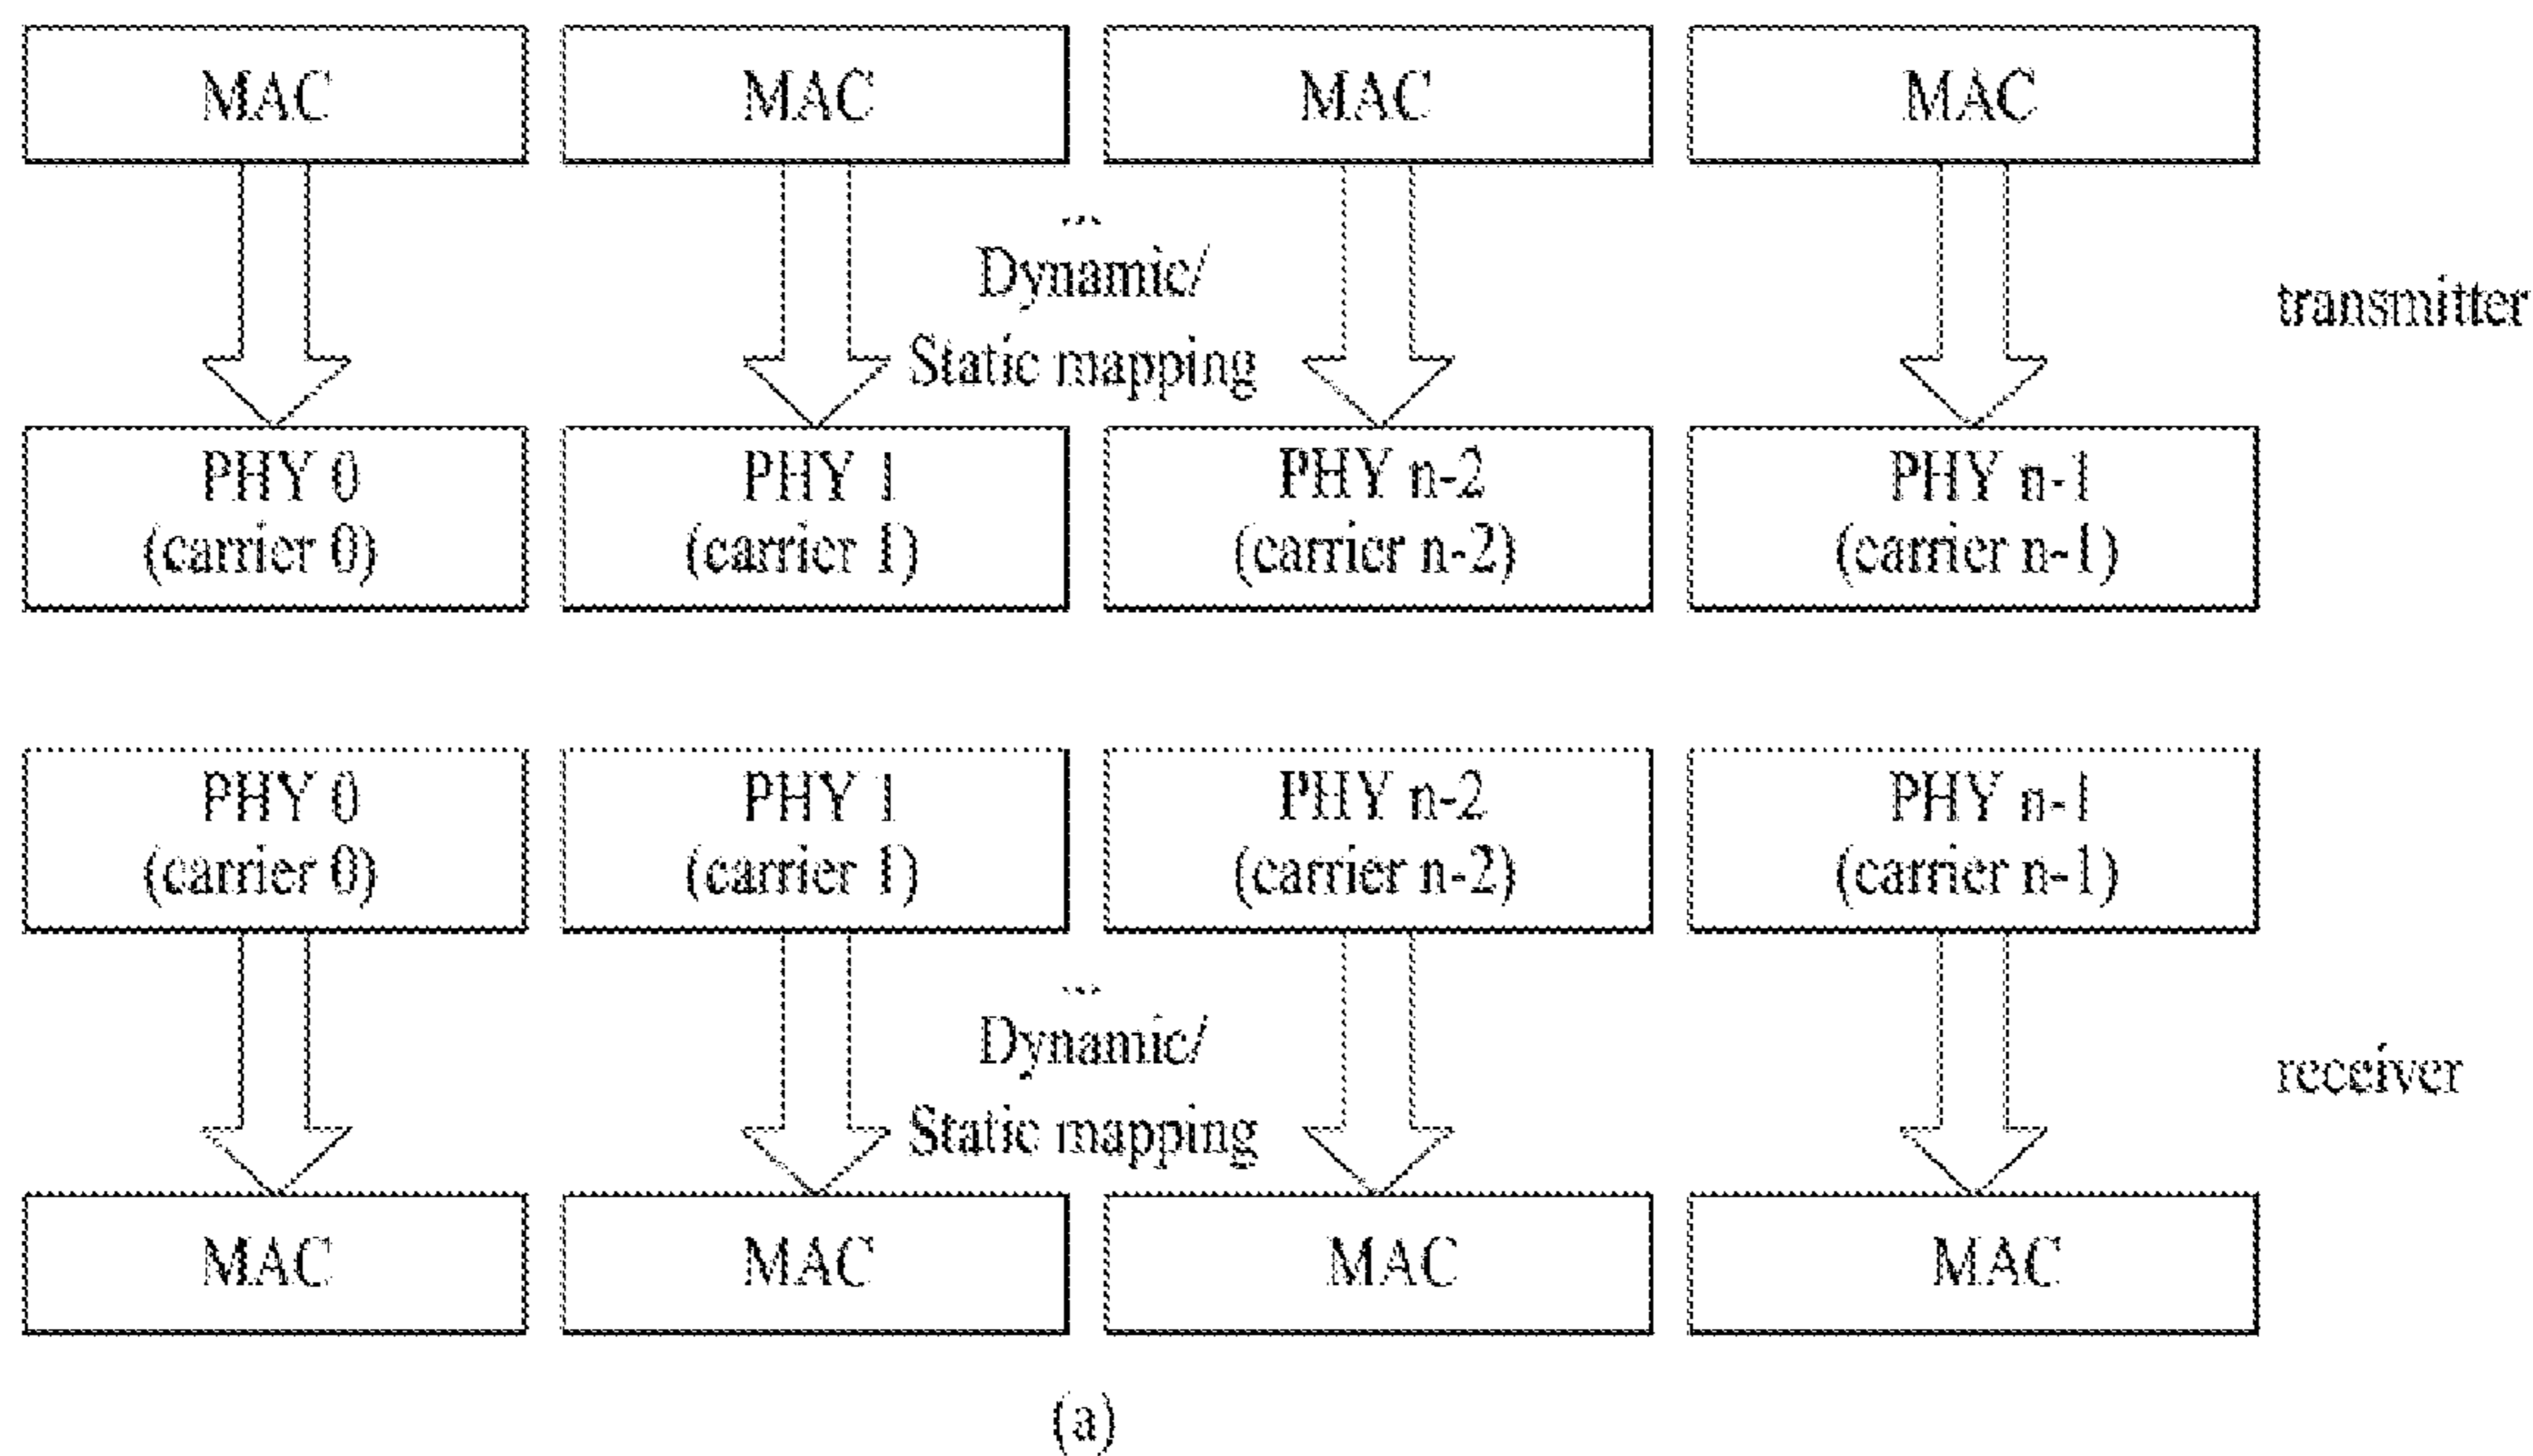 MAC
MAC
MAC
MAC
...
Dynamic/
Static mapping
transmitter
PHY 0
(carrier 0)
PHY 1
(carrier 1)
PHY n-2
(carrier n-2)
PHY n-1
(carrier n-1)
PHY 0
(carrier 0)
PHY 1
(carrier 1)
PHY n-2
(carrier n-2)
PHY n-1
(carrier n-1)
...
Dynamic/
Static mapping
receiver
MAC
MAC
MAC
MAC
(a)